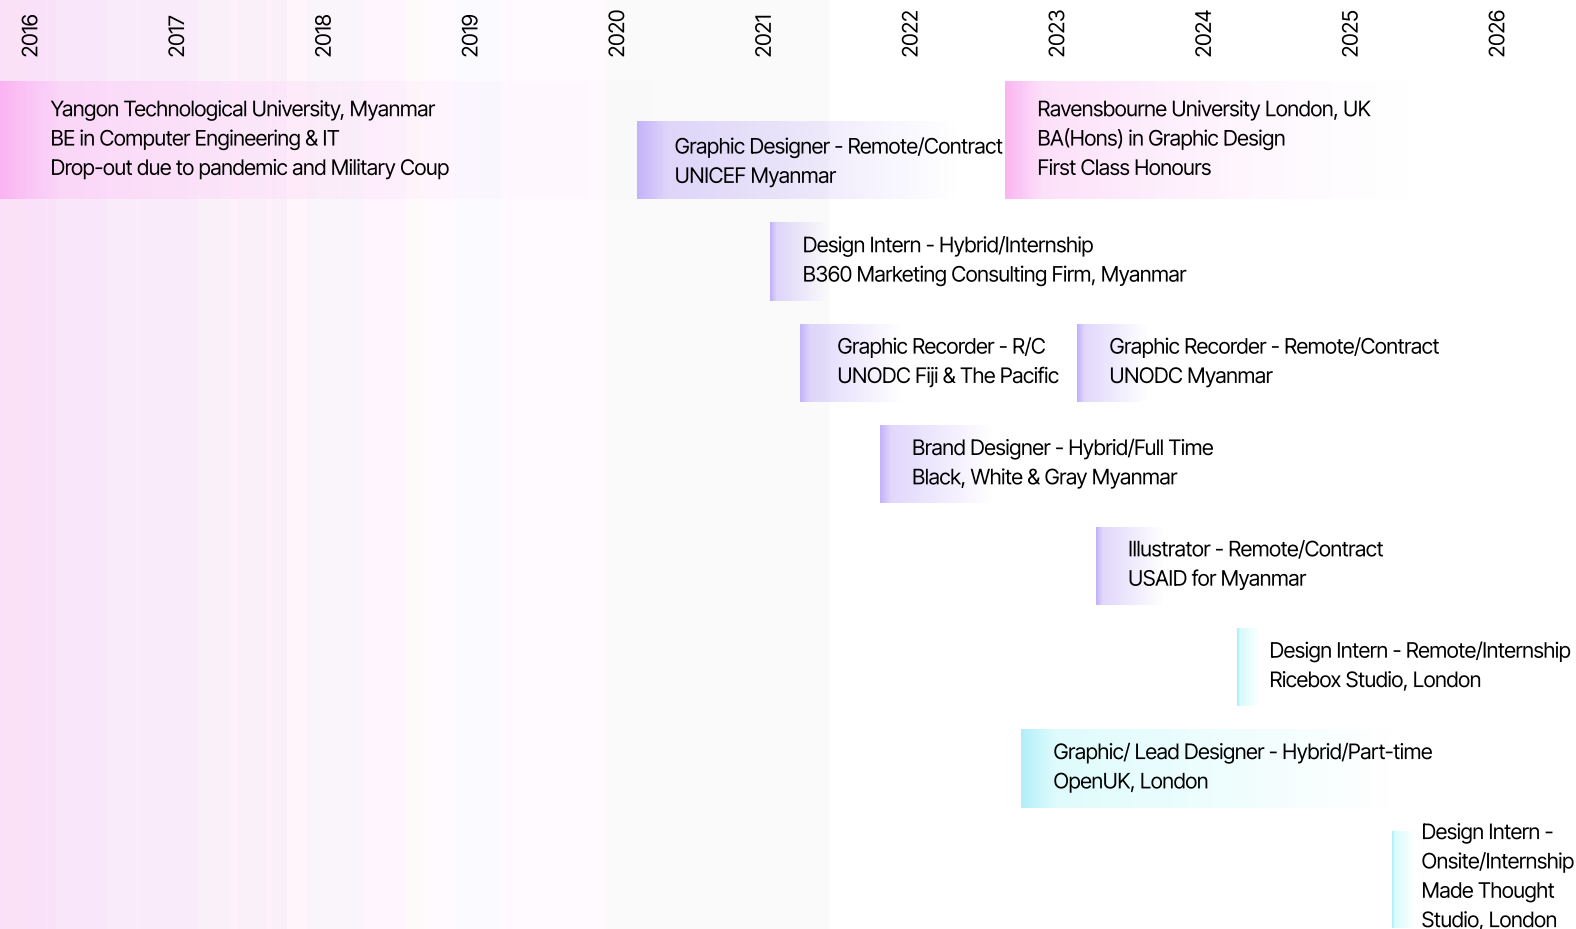 2016
2017
2018
2019
2020
2021
2022
2023
2024
2025
2026
Yangon Technological University, Myanmar
BE in Computer Engineering & IT
Drop-out due to pandemic and Military Coup
Graphic Designer - Remote/Contract
UNICEF Myanmar
Ravensbourne University London, UK
BA(Hons) in Graphic Design
First Class Honours
Design Intern - Hybrid/Internship
B360 Marketing Consulting Firm, Myanmar
Graphic Recorder - R/C
UNODC Fiji & The Pacific
Graphic Recorder - Remote/Contract
UNODC Myanmar
Brand Designer - Hybrid/Full Time
Black, White & Gray Myanmar
Illustrator - Remote/Contract
USAID for Myanmar
Design Intern - Remote/Internship
Ricebox Studio, London
Graphic/ Lead Designer - Hybrid/Part-time
OpenUK, London
Design Intern -
Onsite/Internship
Made Thought
Studio, London